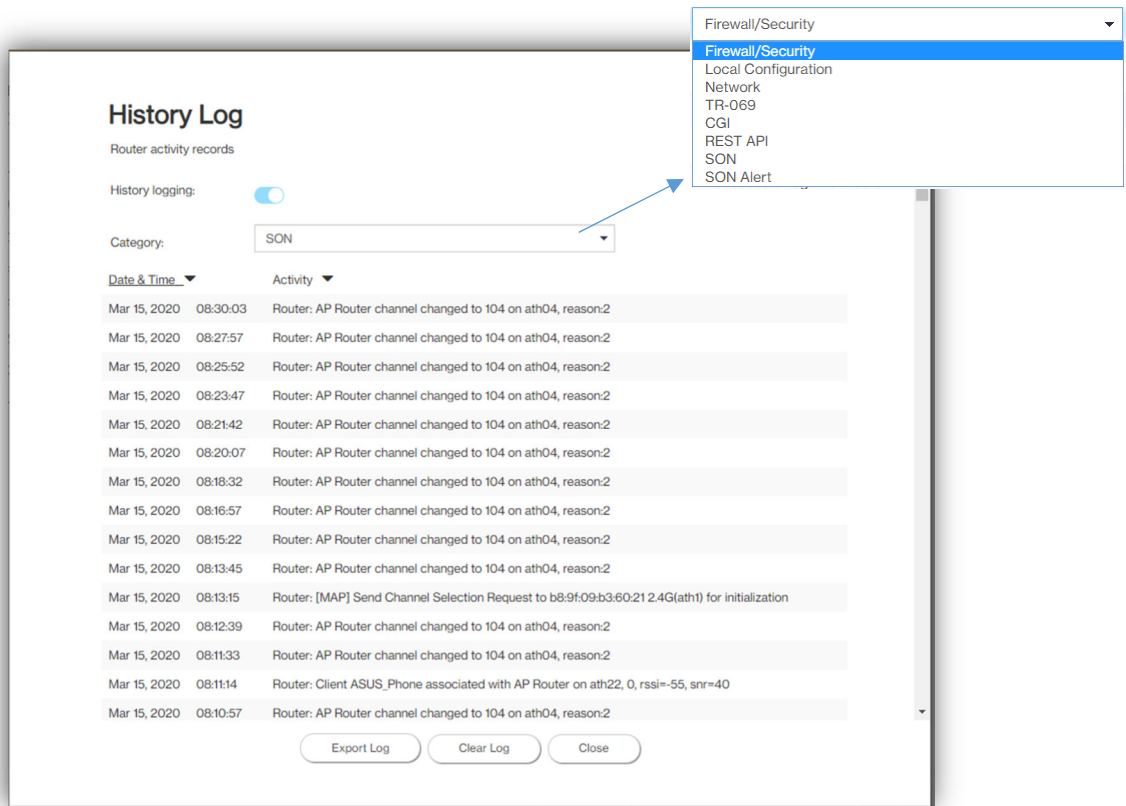 Firewall/Security
Firewall/Security
Local Configuration
Network
TR-069
CGI
REST API
SON
SON Alert
History Log
Router activity records
History logging:
Category: SON
Date & Time Activity
Mar 15, 2020 08:30:03 Router: AP Router channel changed to 104 on ath04, reason:2
Mar 15, 2020 08:27:57 Router: AP Router channel changed to 104 on ath04, reason:2
Mar 15, 2020 08:25:52 Router: AP Router channel changed to 104 on ath04, reason:2
Mar 15, 2020 08:23:47 Router: AP Router channel changed to 104 on ath04, reason:2
Mar 15, 2020 08:21:42 Router: AP Router channel changed to 104 on ath04, reason:2
Mar 15, 2020 08:20:07 Router: AP Router channel changed to 104 on ath04, reason:2
Mar 15, 2020 08:18:32 Router: AP Router channel changed to 104 on ath04, reason:2
Mar 15, 2020 08:16:57 Router: AP Router channel changed to 104 on ath04, reason:2
Mar 15, 2020 08:15:22 Router: AP Router channel changed to 104 on ath04, reason:2
Mar 15, 2020 08:13:45 Router: AP Router channel changed to 104 on ath04, reason:2
Mar 15, 2020 08:13:15 Router: [MAP] Send Channel Selection Request to b8:9f:09:b3:60:21 2.4G(ath1) for initialization
Mar 15, 2020 08:12:39 Router: AP Router channel changed to 104 on ath04, reason:2
Mar 15, 2020 08:11:33 Router: AP Router channel changed to 104 on ath04, reason:2
Mar 15, 2020 08:11:14 Router: Client ASUS_Phone associated with AP Router on ath22, 0, rssi=-55, snr=40
Mar 15, 2020 08:10:57 Router: AP Router channel changed to 104 on ath04, reason:2
Export Log Clear Log Close